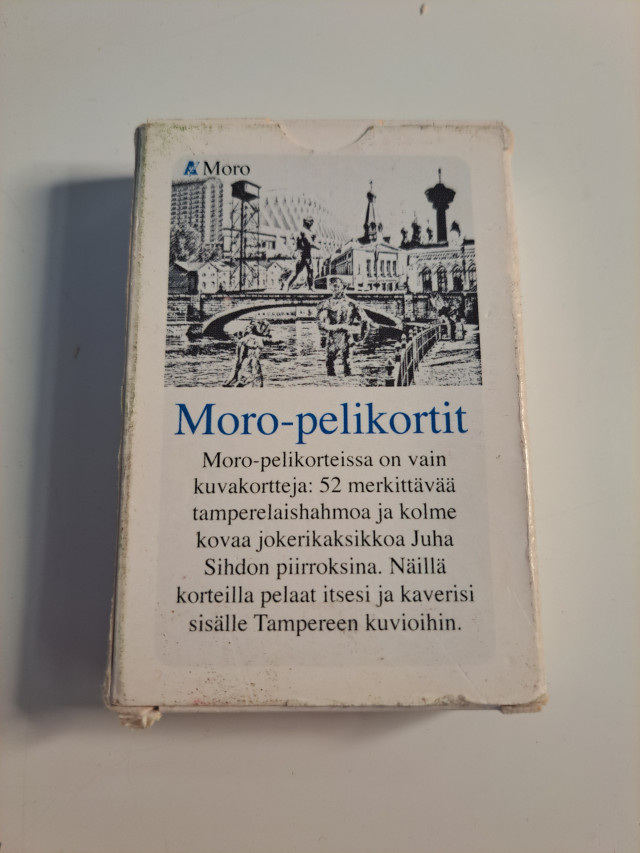 Moro
Moro-pelikortit
Moro-pelikorteissa on vain
kuvakortteja: 52 merkittävää
tamperelaishahmoa ja kolme
kovaa jokerikaksikkoa Juha
Sihdon piirroksina. Näillä
korteilla pelaat itsesi ja kaverisi
sisälle Tampereen kuvioihin.